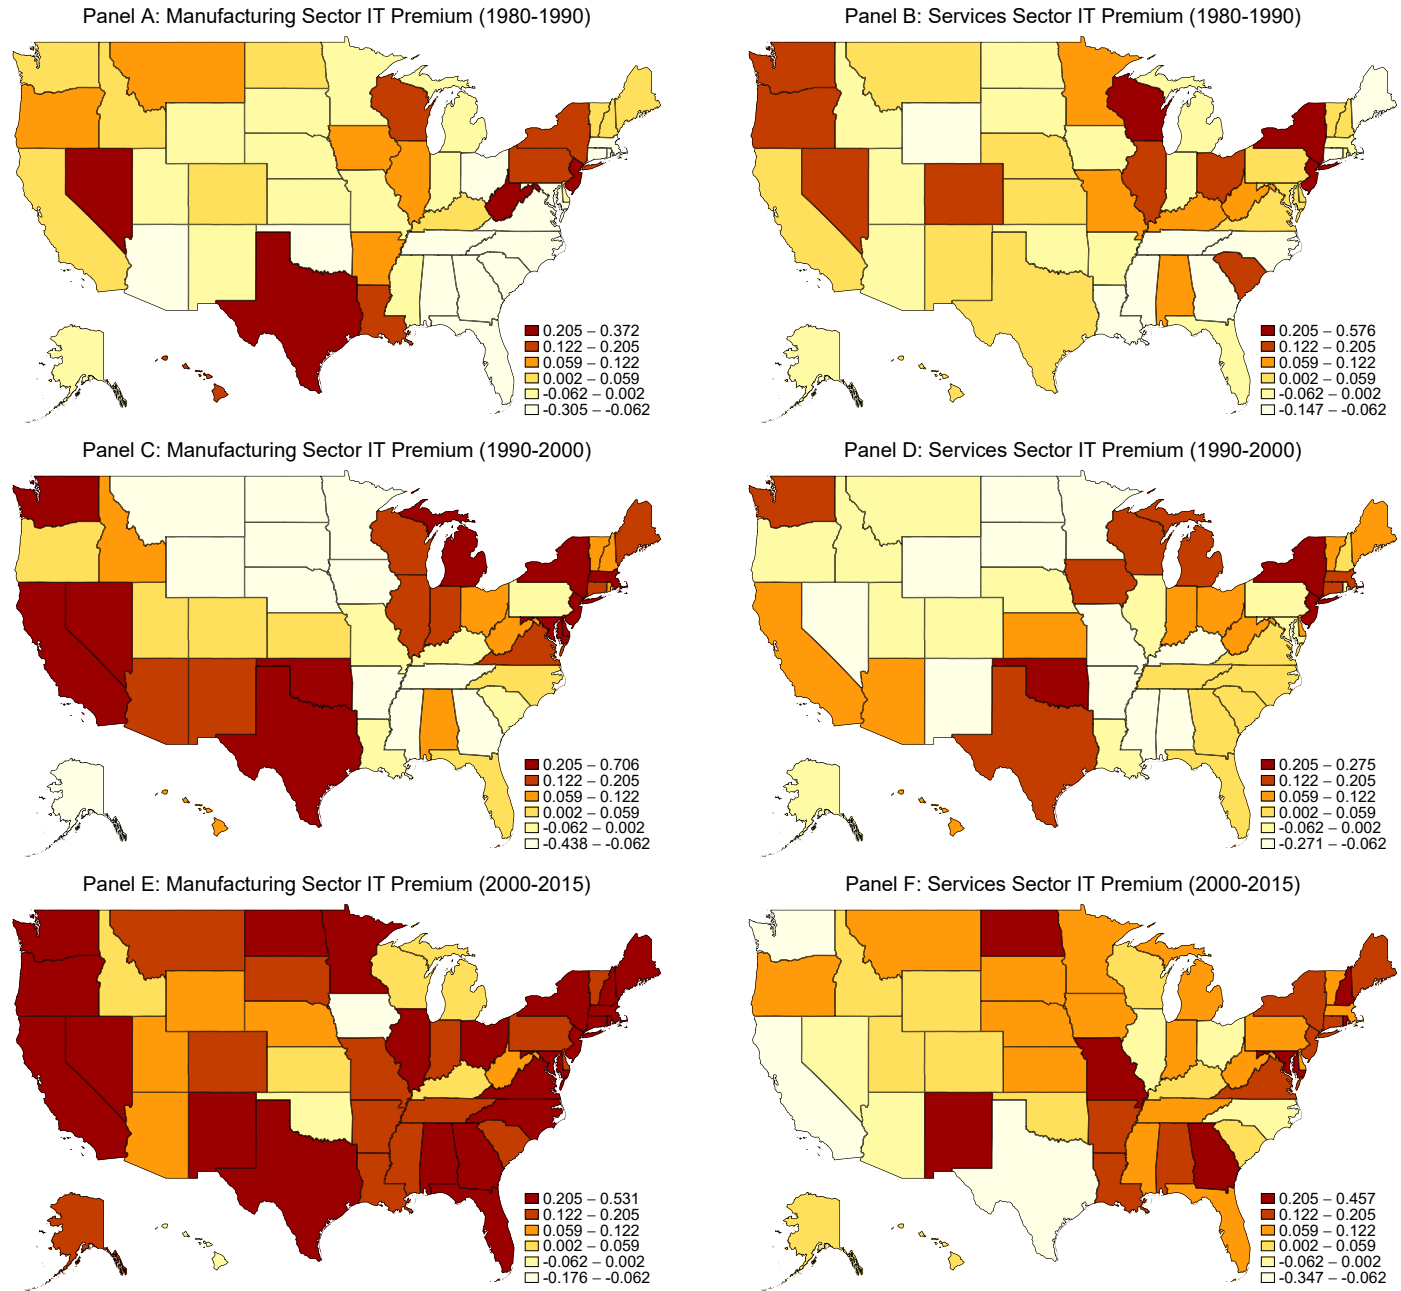 Panel A: Manufacturing Sector IT Premium (1980-1990)
0.205 – 0.372
0.122 – 0.205
0.059 – 0.122
0.002 – 0.059
-0.062 – 0.002
-0.305 – -0.062
Panel B: Services Sector IT Premium (1980-1990)
0.205 – 0.576
0.122 – 0.205
0.059 – 0.122
0.002 – 0.059
-0.062 – 0.002
-0.147 – -0.062
Panel C: Manufacturing Sector IT Premium (1990-2000)
0.205 – 0.706
0.122 – 0.205
0.059 – 0.122
0.002 – 0.059
-0.062 – 0.002
-0.438 – -0.062
Panel D: Services Sector IT Premium (1990-2000)
0.205 – 0.275
0.122 – 0.205
0.059 – 0.122
0.002 – 0.059
-0.062 – 0.002
-0.271 – -0.062
Panel E: Manufacturing Sector IT Premium (2000-2015)
0.205 – 0.531
0.122 – 0.205
0.059 – 0.122
0.002 – 0.059
-0.062 – 0.002
-0.176 – -0.062
Panel F: Services Sector IT Premium (2000-2015)
0.205 – 0.457
0.122 – 0.205
0.059 – 0.122
0.002 – 0.059
-0.062 – 0.002
-0.347 – -0.062